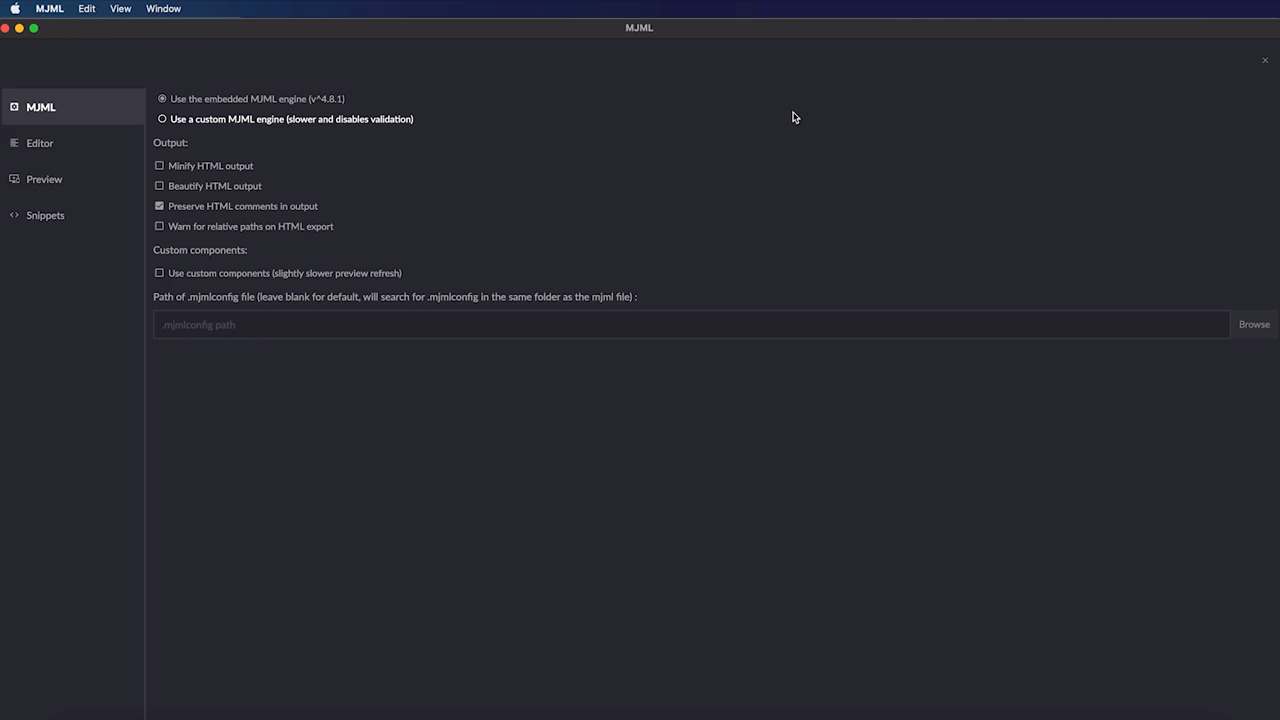 MJML Edit View Window
MJML
MJML
Editor
Preview
Snippets
Use the embedded MJML engine (v^4.8.1)
Use a custom MJML engine (slower and disables validation)
Output:
Minify HTML output
Beautify HTML output
Preserve HTML comments in output
Warn for relative paths on HTML export
Custom components:
Use custom components (slightly slower preview refresh)
Path of .mjmlconfig file (leave blank for default, will search for .mjmlconfig in the same folder as the mjml file) :
.mjmlconfig path
Browse